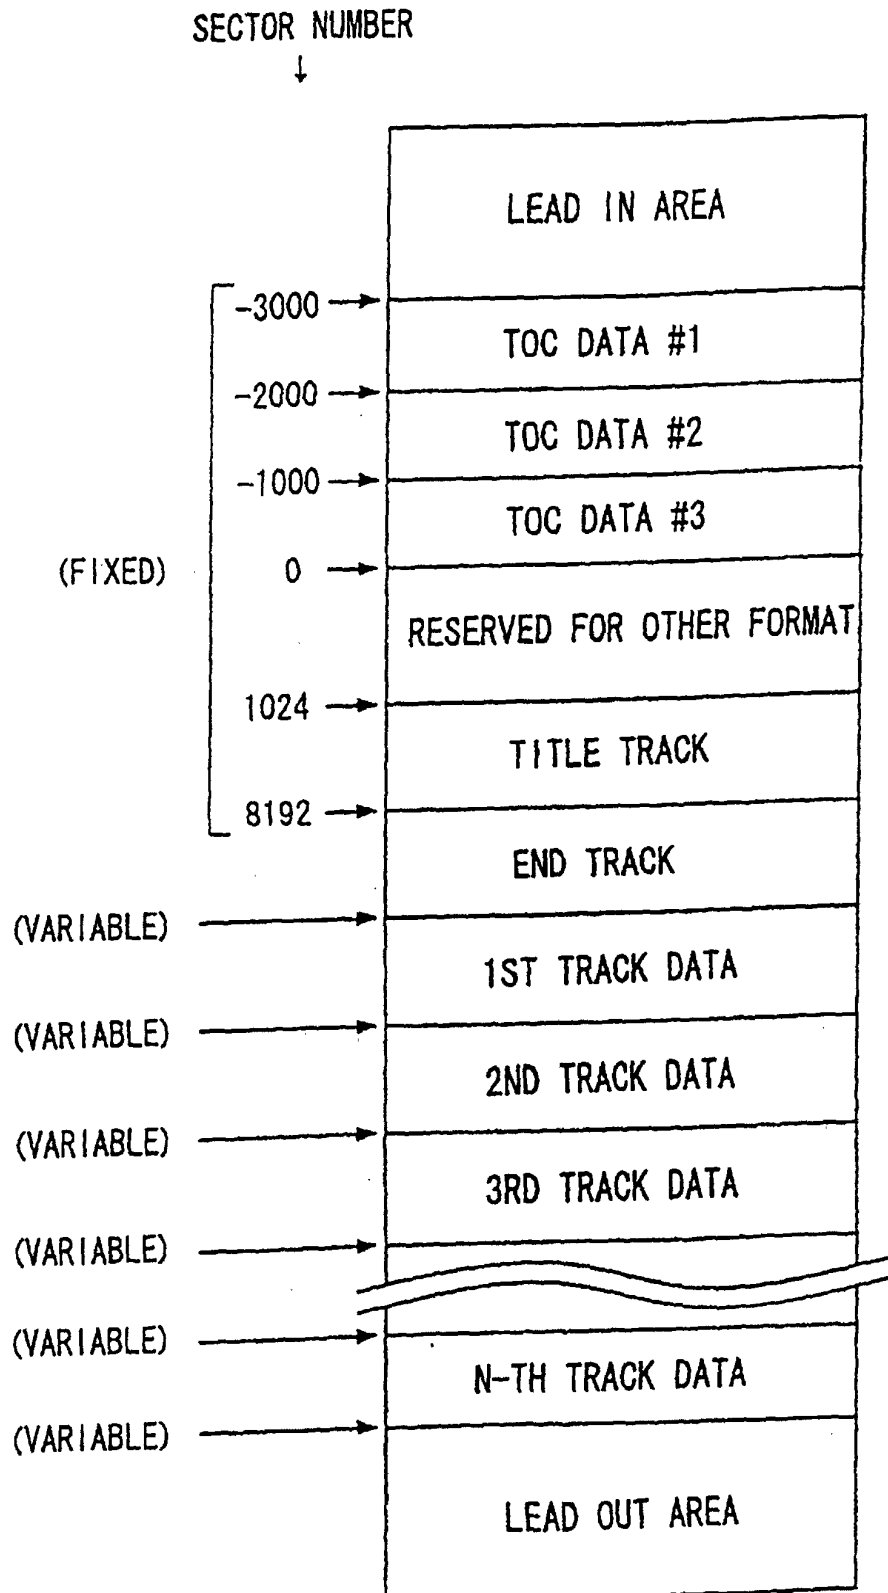 SECTOR NUMBER
↓
LEAD IN AREA
-3000
TOC DATA #1
-2000
TOC DATA #2
-1000
TOC DATA #3
(FIXED)
0
RESERVED FOR OTHER FORMAT
1024
TITLE TRACK
8192
END TRACK
(VARIABLE)
1ST TRACK DATA
(VARIABLE)
2ND TRACK DATA
(VARIABLE)
3RD TRACK DATA
(VARIABLE)
(VARIABLE)
N-TH TRACK DATA
(VARIABLE)
LEAD OUT AREA